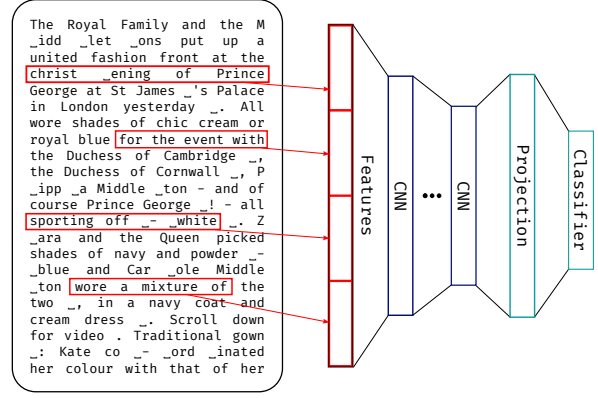 The Royal Family and the M
_idd _let _ons put up a
united fashion front at the
christ _ening of Prince
George at St James _'s Palace
in London yesterday _. All
wore shades of chic cream or
royal blue for the event with
the Duchess of Cambridge _,
the Duchess of Cornwall _, P
_ipp _a Middle _ton - and of
course Prince George _! - all
sporting off _- _white _. Z
_ara and the Queen picked
shades of navy and powder _-
_blue and Car _ole Middle
_ton wore a mixture of the
two _, in a navy coat and
cream dress _. Scroll down
for video . Traditional gown
_: Kate co _- _ord _inated
her colour with that of her
Features
CNN
...
CNN
Projection
Classifier